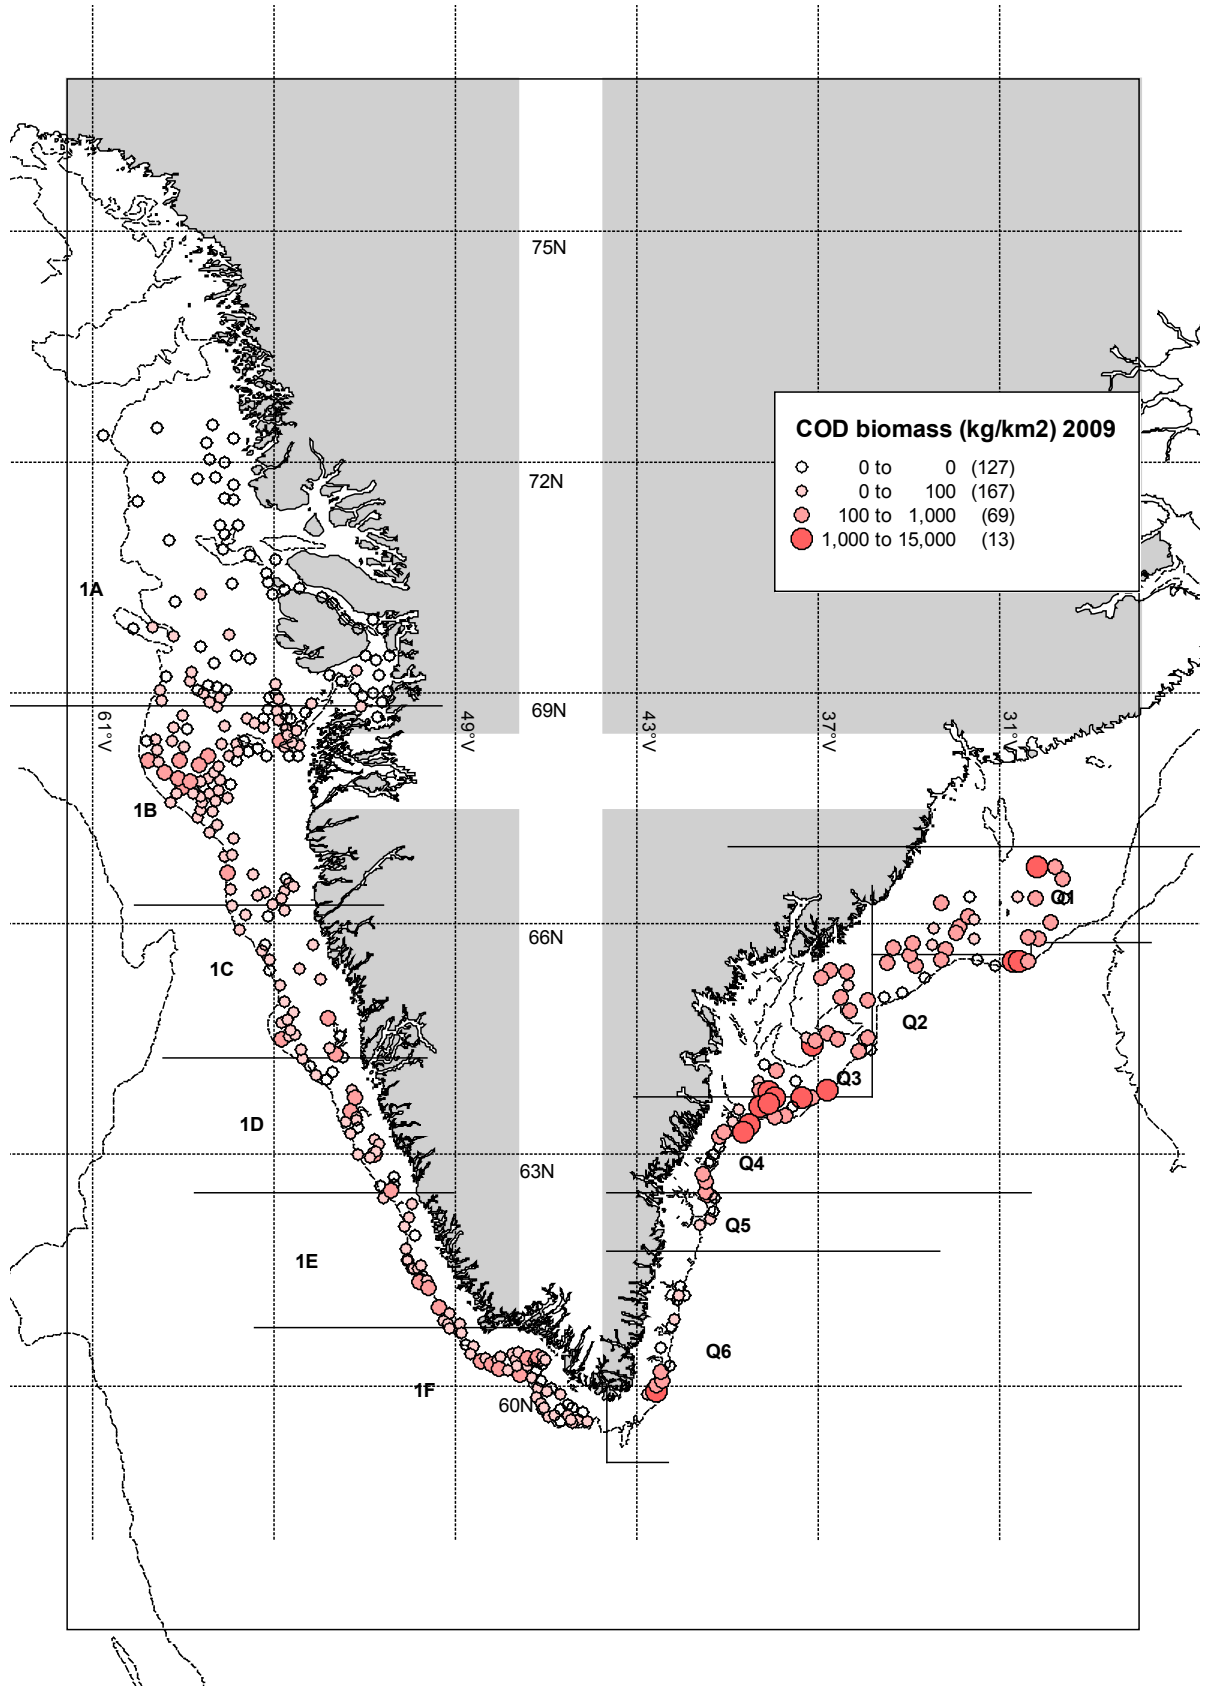 75N
COD biomass (kg/km2) 2009
0 to 0 (127)
0 to 100 (167)
100 to 1,000 (69)
1,000 to 15,000 (13)
72N
1A
69N
61°V
49°V
43°V
37°V
31°V
1B
Q1
66N
1C
Q2
Q3
1D
Q4
63N
Q5
1E
Q6
1F
60N